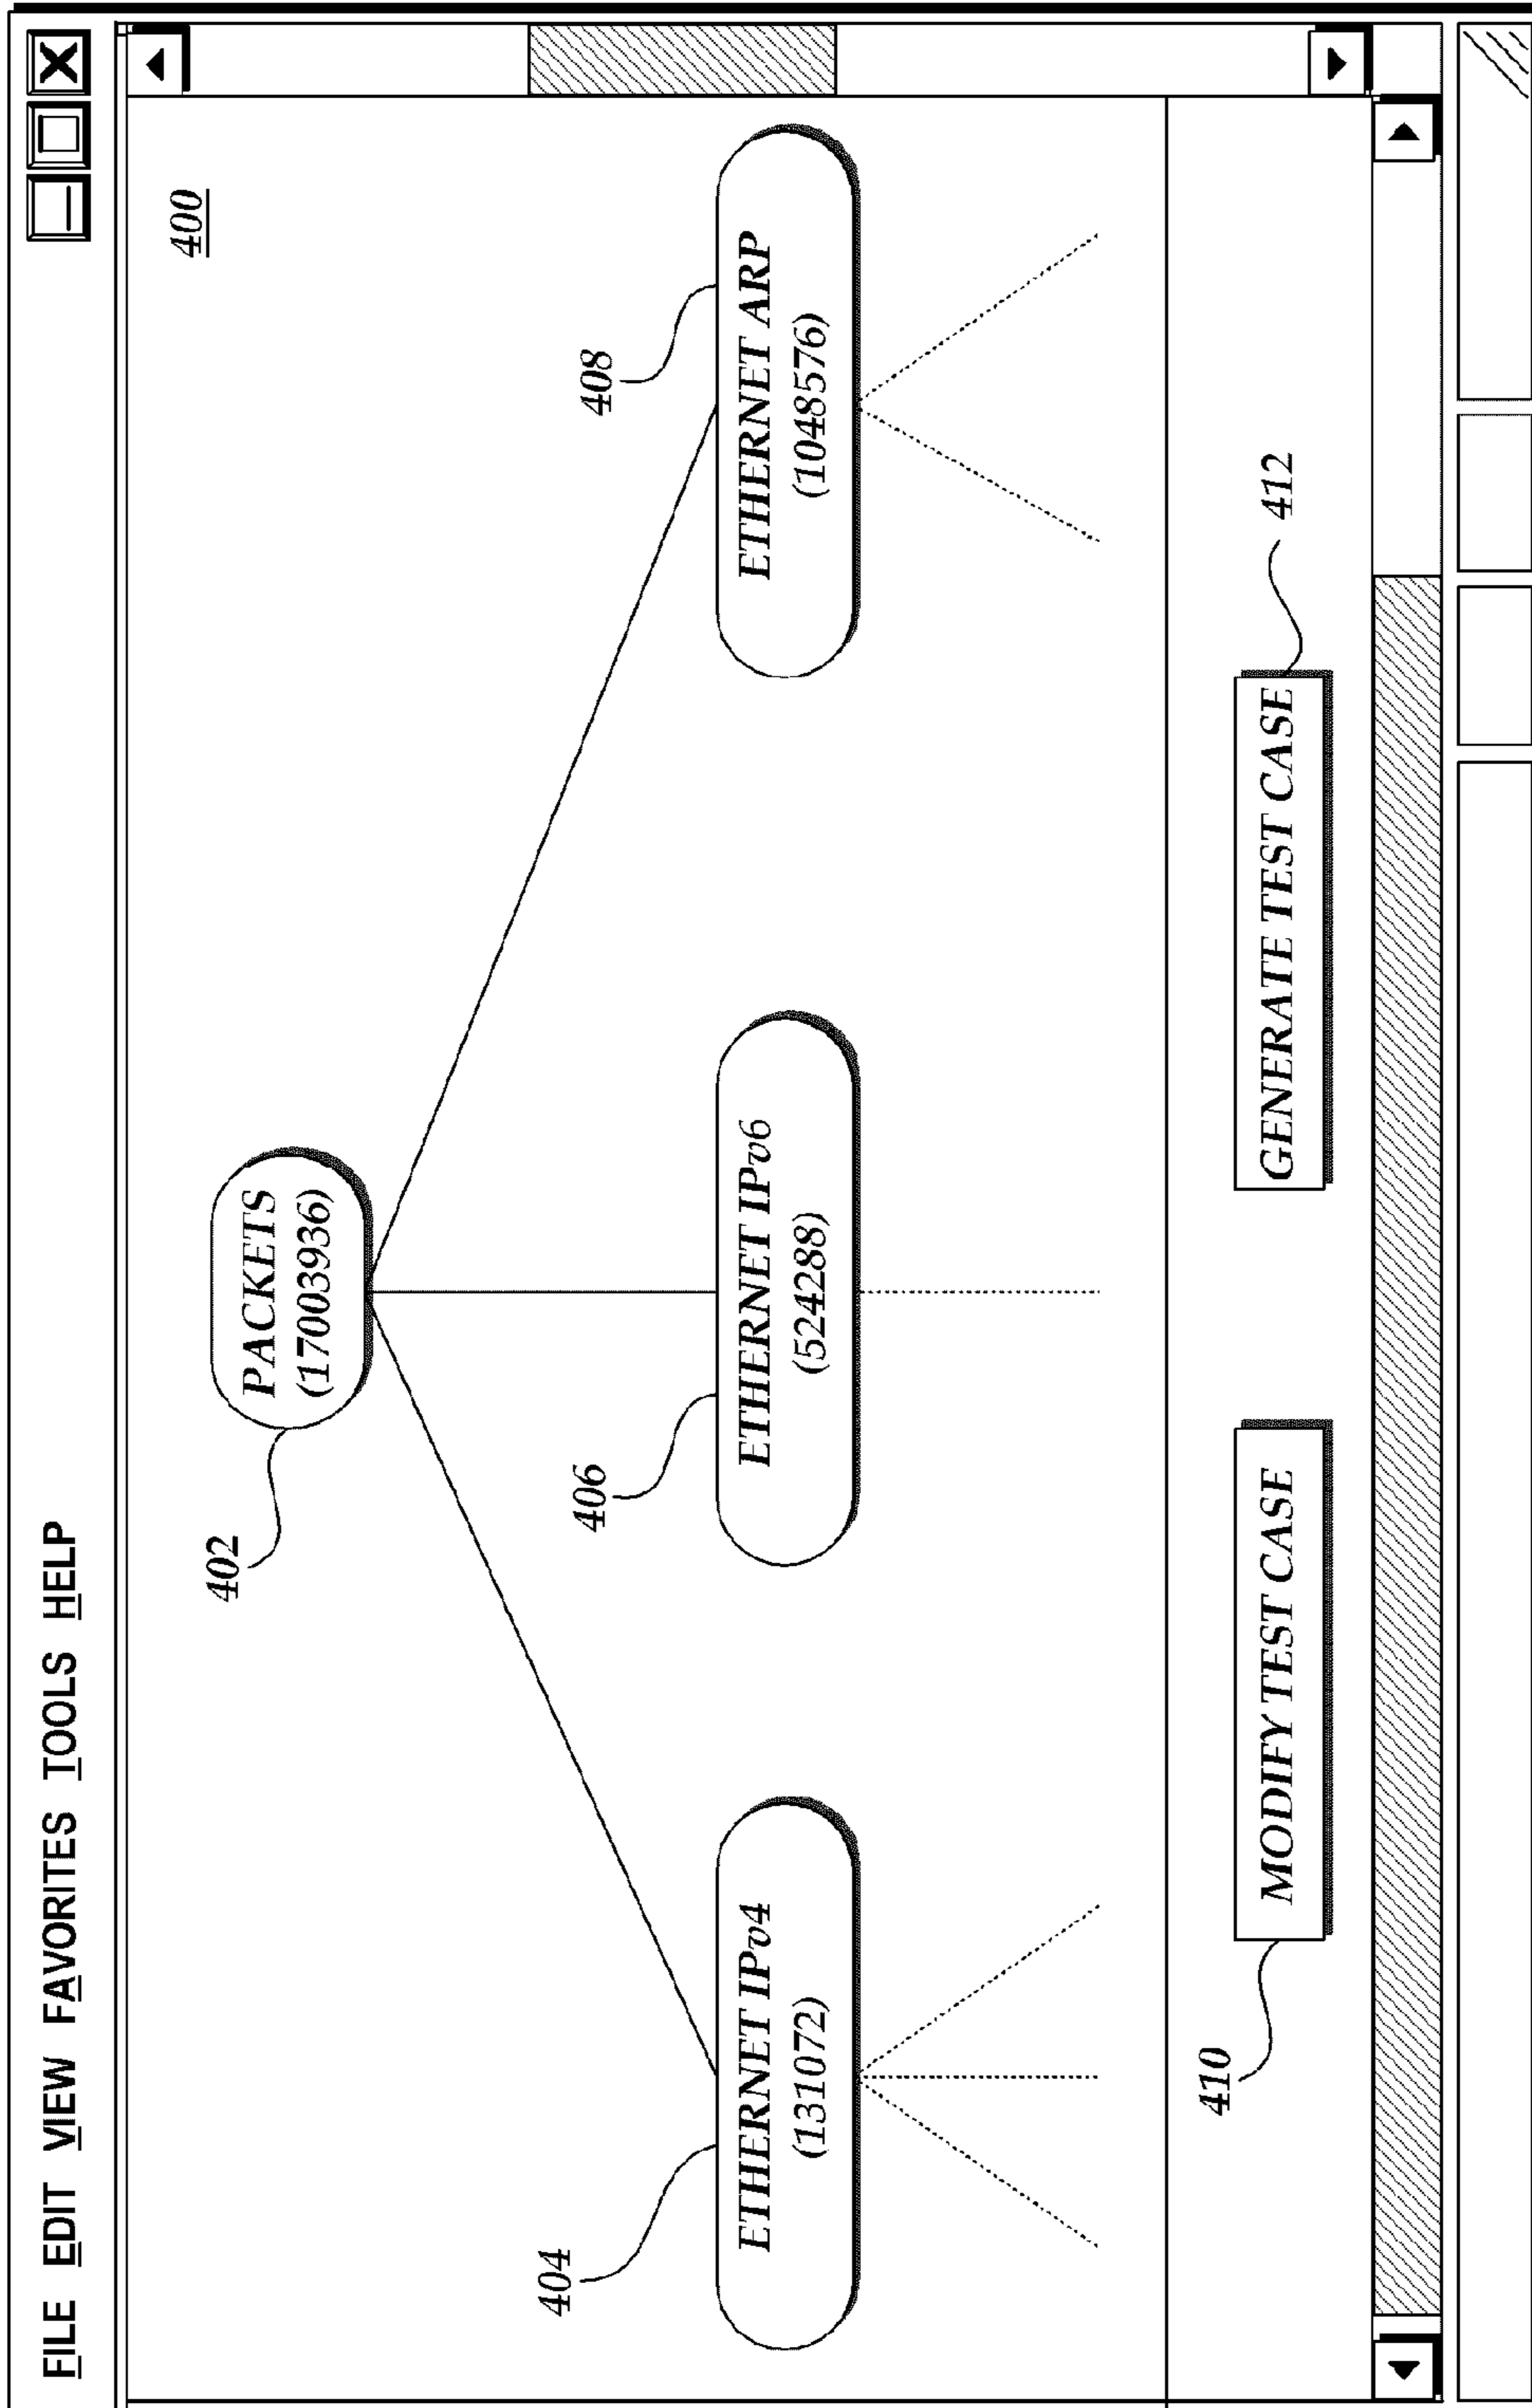 FILE EDIT VIEW FAVORITES TOOLS HELP
400
402
PACKETS
(1703936)
404
406
408
ETHERNET IPv4
(131072)
ETHERNET IPv6
(524288)
ETHERNET ARP
(1048576)
410
MODIFY TEST CASE
GENERATE TEST CASE
412